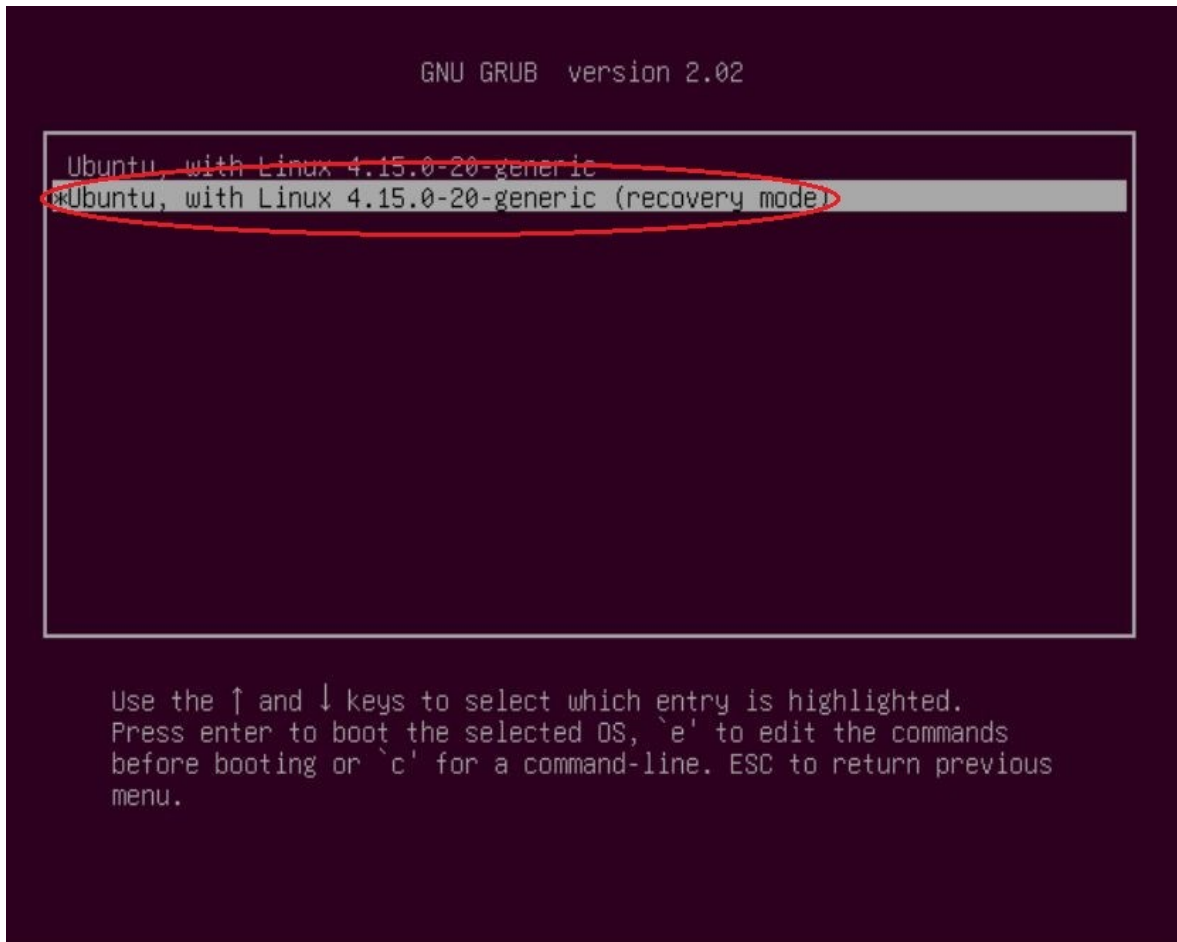 GNU GRUB version 2.02
Ubuntu, with Linux 4.15.0-20-generic
*Ubuntu, with Linux 4.15.0-20-generic (recovery mode)
Use the ↑ and ↓ keys to select which entry is highlighted.
Press enter to boot the selected OS, `e' to edit the commands
before booting or `c' for a command-line. ESC to return previous
menu.